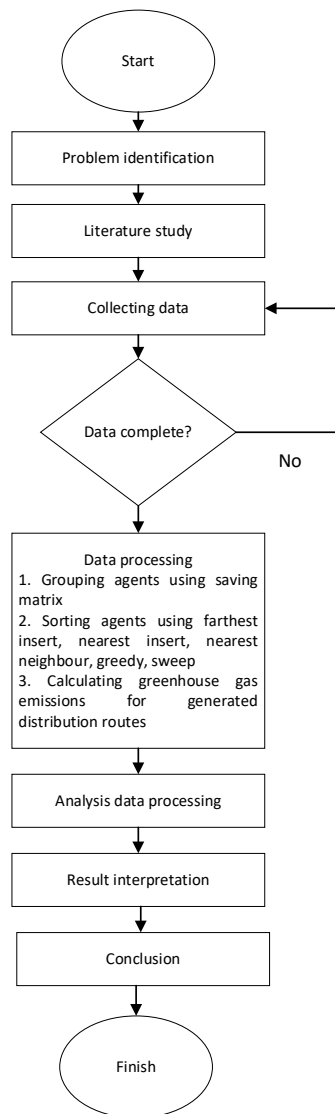 Start
Problem identification
Literature study
Collecting data
Data complete?
No
Data processing
1. Grouping agents using saving
matrix
2. Sorting agents using farthest
insert, nearest insert, nearest
neighbour, greedy, sweep
3. Calculating greenhouse gas
emissions for generated
distribution routes
Analysis data processing
Result interpretation
Conclusion
Finish